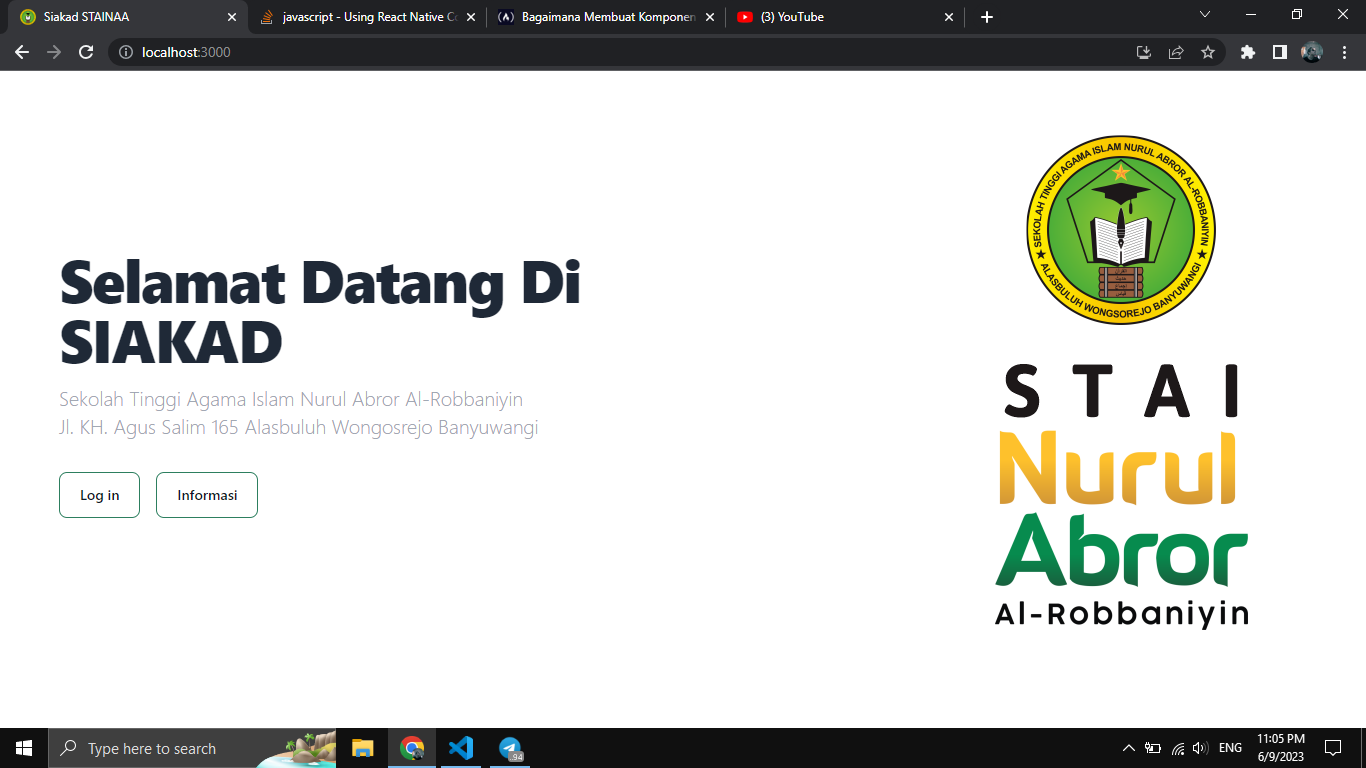 Siakad STAINAA
javascript - Using React Native Co
Bagaimana Membuat Komponen
(3) YouTube
localhost:3000
Selamat Datang Di
SIAKAD
Sekolah Tinggi Agama Islam Nurul Abror Al-Robbaniyin
Jl. KH. Agus Salim 165 Alasbuluh Wongosrejo Banyuwangi
Log in
Informasi
SEKOLAH TINGGI AGAMA ISLAM NURUL ABROR AL-ROBBANIYIN
ALASBULUH WONGSOREJO BANYUWANGI
STAI
Nurul
Abror
Al-Robbaniyin
Type here to search
94
ENG
11:05 PM
6/9/2023